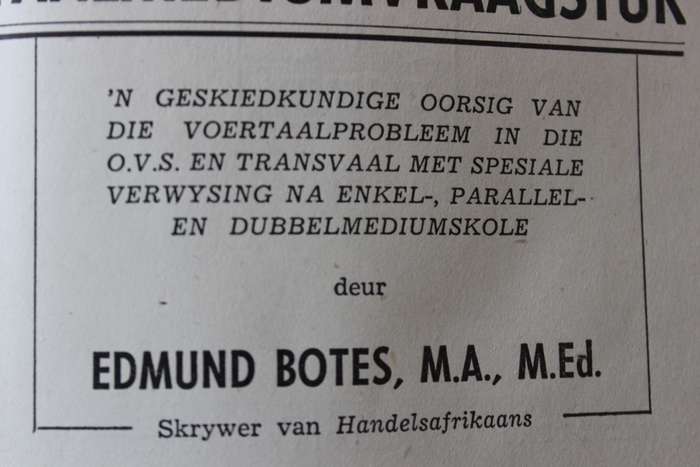 'N GESKIEDKUNDIGE OORSIG VAN
DIE VOERTAALPROBLEEM IN DIE
O.V.S. EN TRANSVAAL MET SPESIALE
VERWYSING NA ENKEL-, PARALLEL-
EN DUBBELMEDIUMSKOLE
deur
EDMUND BOTES, M.A., M.Ed.
Skrywer van Handelsafrikaans